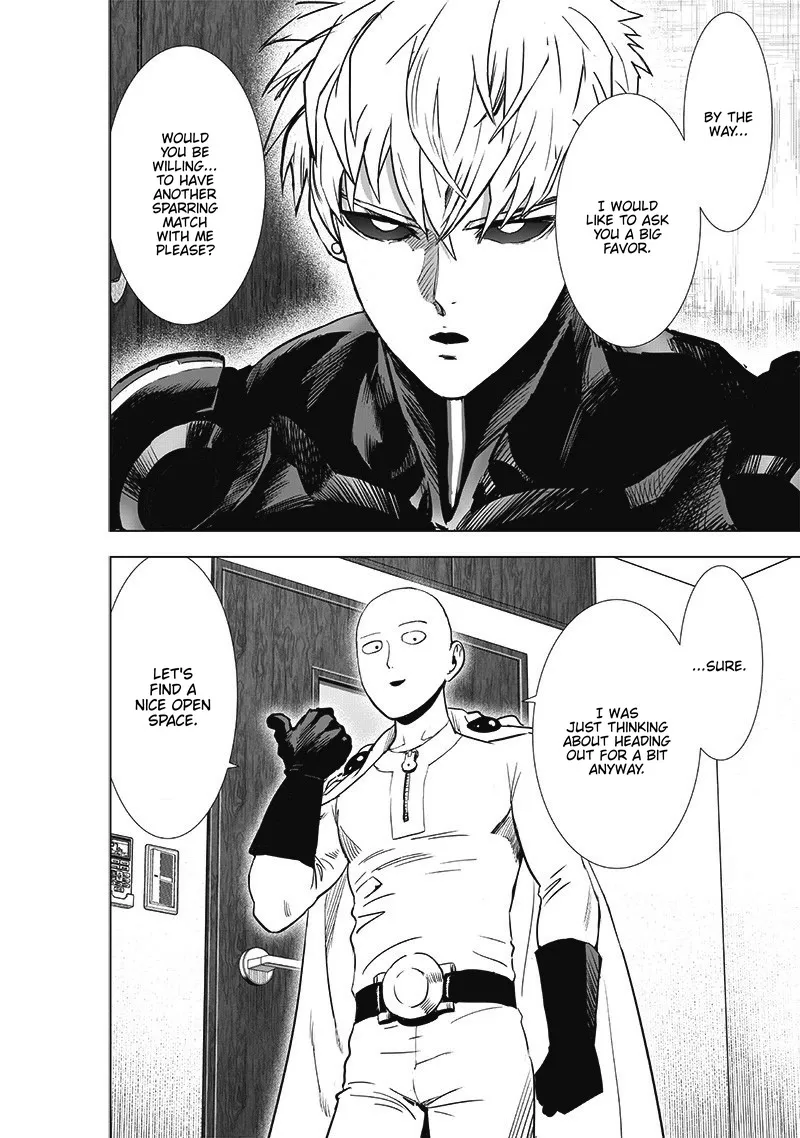 BY THE
WAY...
I WOULD
LIKE TO ASK
YOU A BIG
FAVOR.
WOULD
YOU BE
WILLING...
TO HAVE
ANOTHER
SPARRING
MATCH
WITH ME
PLEASE?
...SURE.
I WAS
JUST THINKING
ABOUT HEADING
OUT FOR A BIT
ANYWAY.
LET'S
FIND A
NICE OPEN
SPACE.